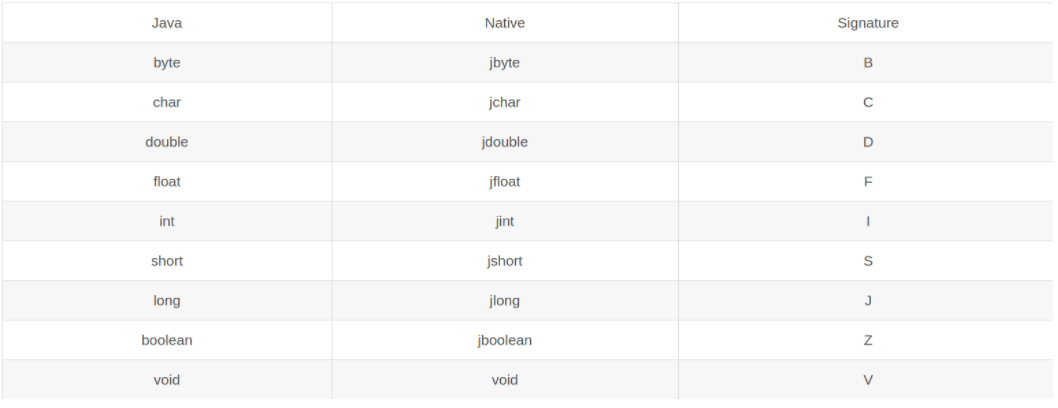 Java Native Signature
byte jbyte B
char jchar C
double jdouble D
float jfloat F
int jint I
short jshort S
long jlong J
boolean jboolean Z
void void V